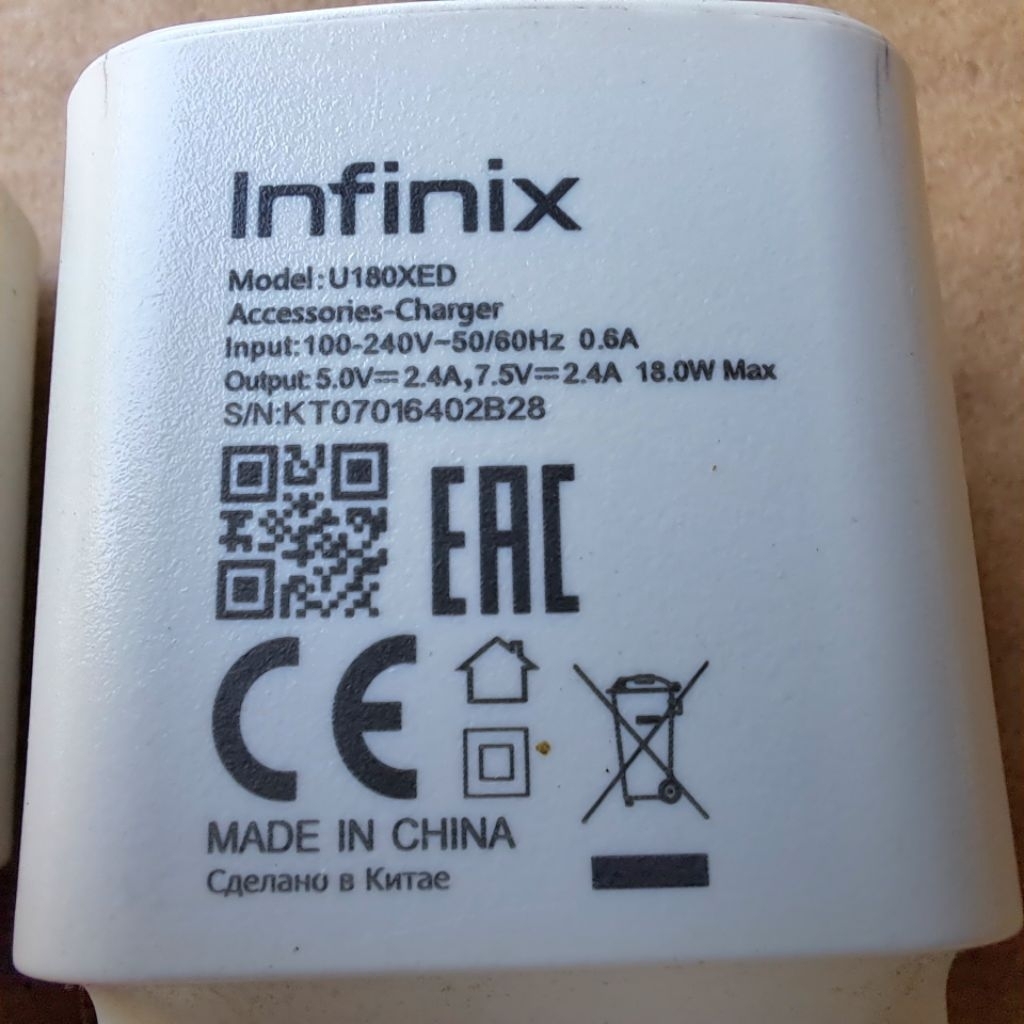 Infinix
Model:U180XED
Accessories-Charger
Input:100-240V~50/60Hz 0.6A
Output:5.0V⎓2.4A,7.5V⎓2.4A 18.0W Max
S/N:KT07016402B28
EAC
CE
MADE IN CHINA
Сделано в Китае